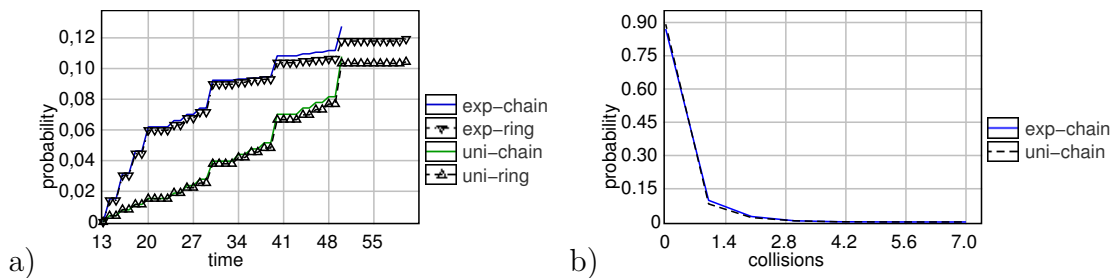 0,12
0,10
0,08
0,06
0,04
0,02
0
probability
13 20 27 34 41 48 55
time
exp-chain
exp-ring
uni-chain
uni-ring
a)
0.90
0.75
0.60
0.45
0.30
0.15
0
probability
0 1.4 2.8 4.2 5.6 7.0
collisions
exp-chain
uni-chain
b)